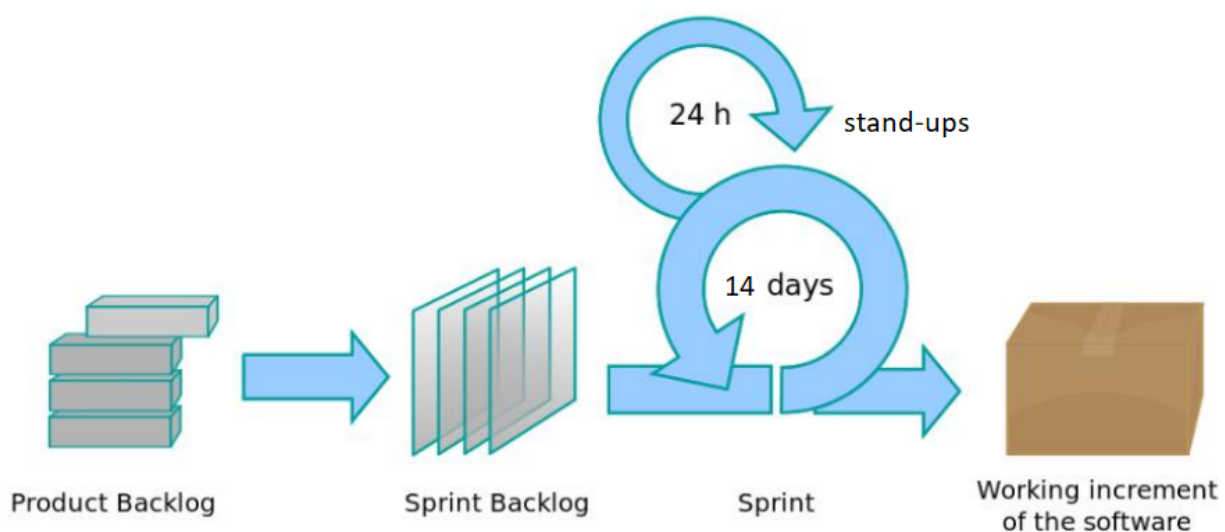 24 h
stand-ups
14 days
Product Backlog
Sprint Backlog
Sprint
Working increment
of the software